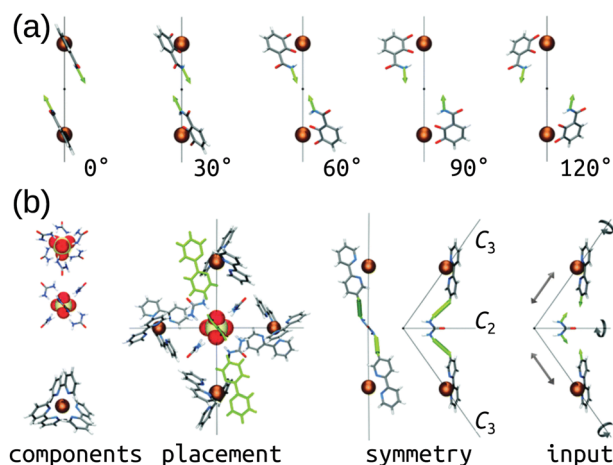 (a)
0° 30° 60° 90° 120°
(b)
C3
C2
C3
components placement symmetry input